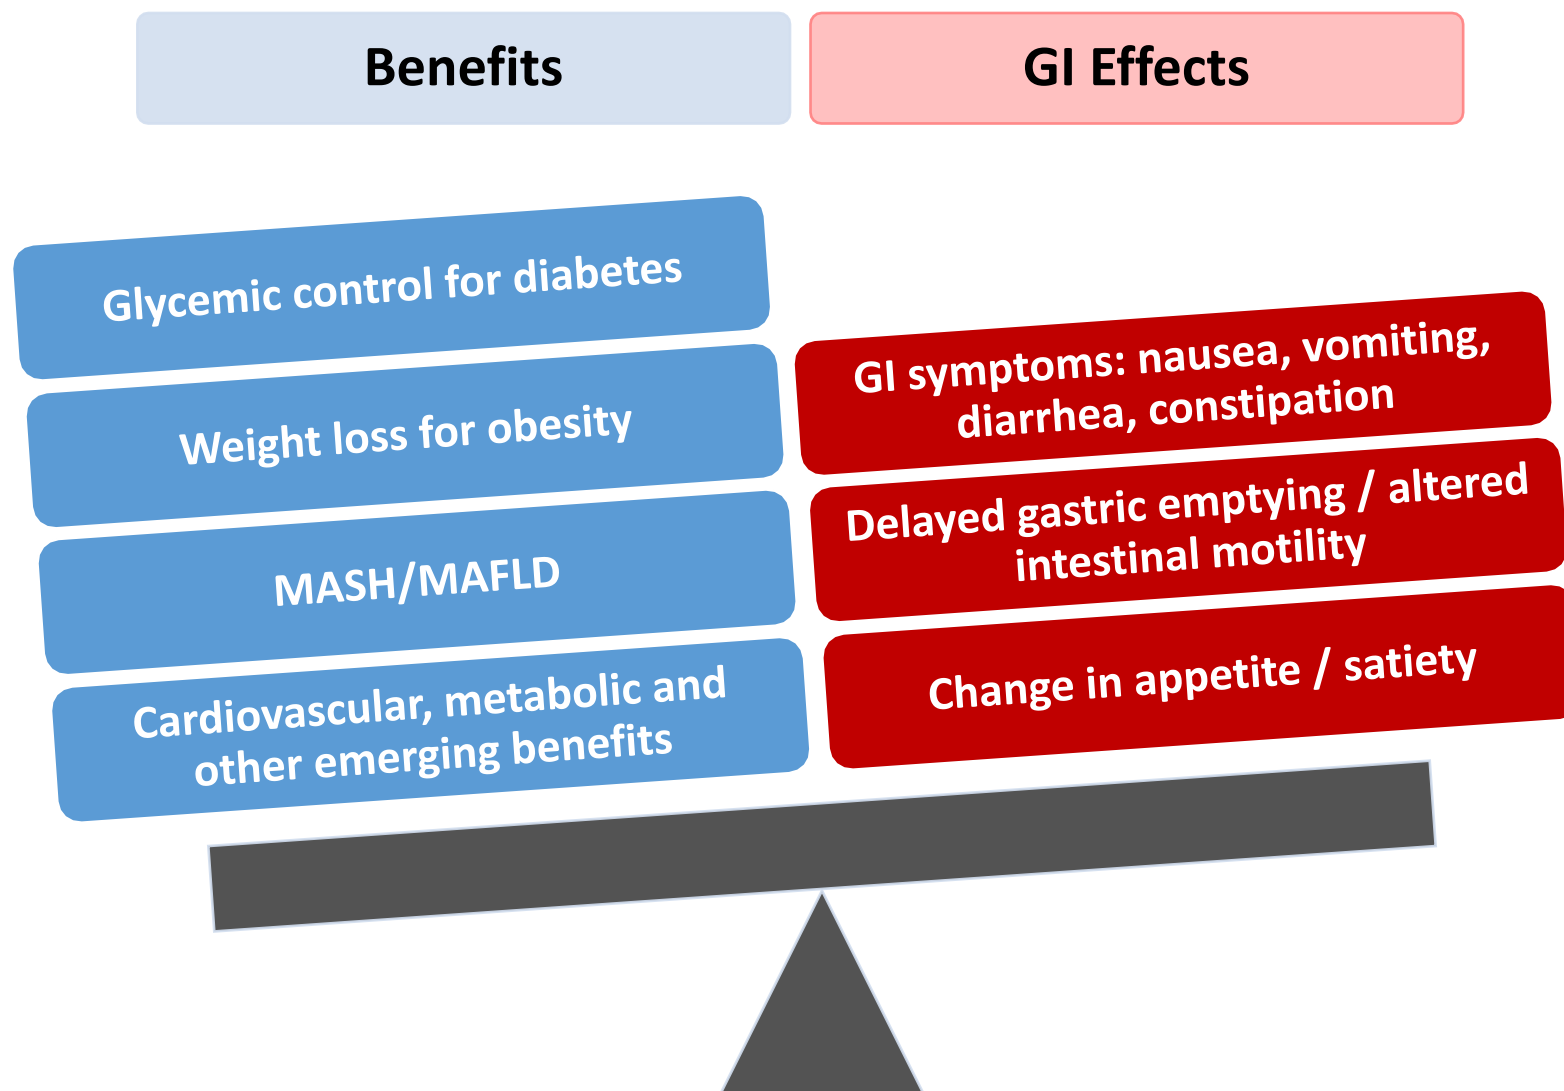 Benefits
GI Effects
Glycemic control for diabetes
Weight loss for obesity
MASH/MAFLD
Cardiovascular, metabolic and
other emerging benefits
GI symptoms: nausea, vomiting,
diarrhea, constipation
Delayed gastric emptying / altered
intestinal motility
Change in appetite / satiety